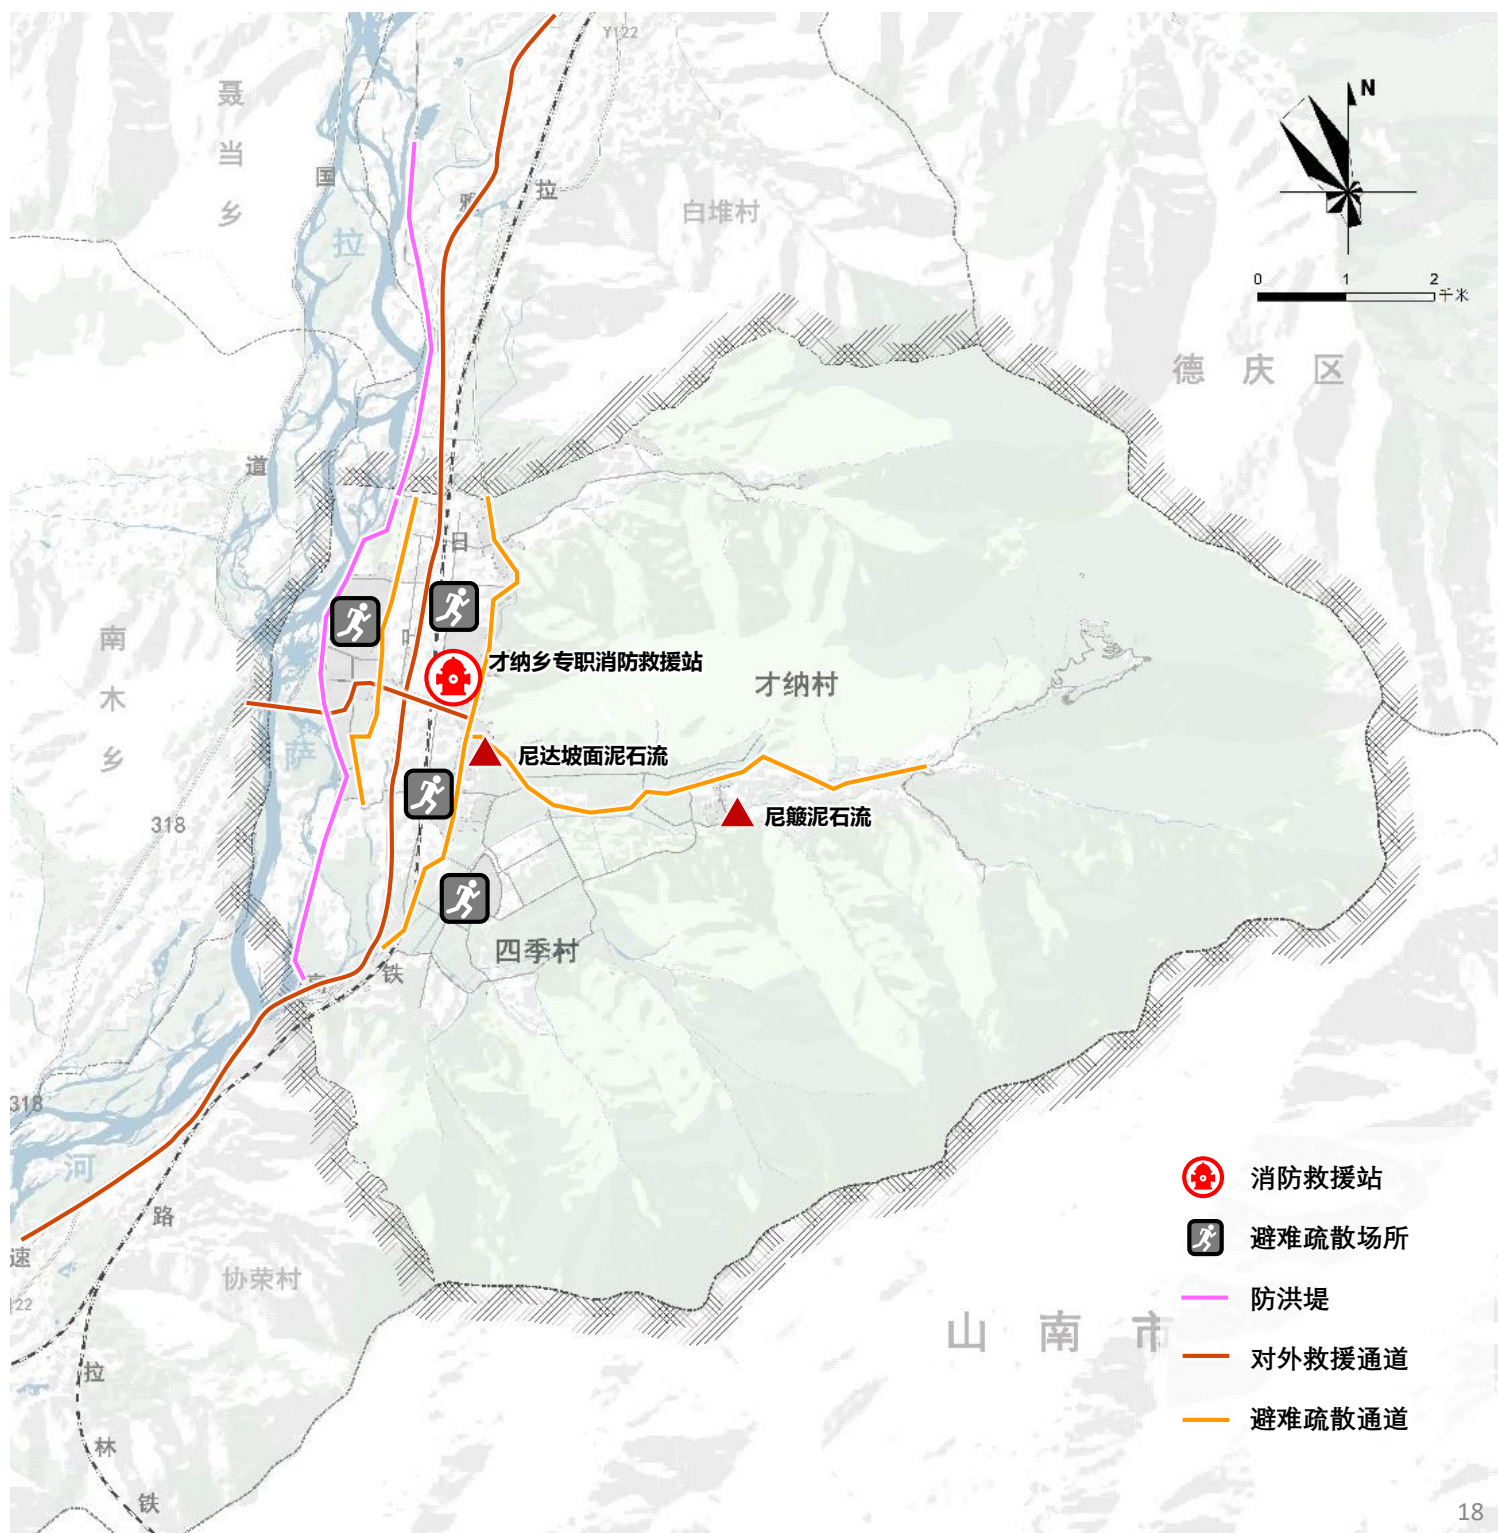 Y122
N
聂当乡
国
雅
拉
拉
白堆村
0 1 2
千米
德庆区
道
日
叶
南木乡
才纳乡专职消防救援站
才纳村
萨
尼达坡面泥石流
318
尼簸泥石流
四季村
高
铁
318
河
路
速
122
协荣村
山南市
拉
林
铁
消防救援站
避难疏散场所
防洪堤
对外救援通道
避难疏散通道
18